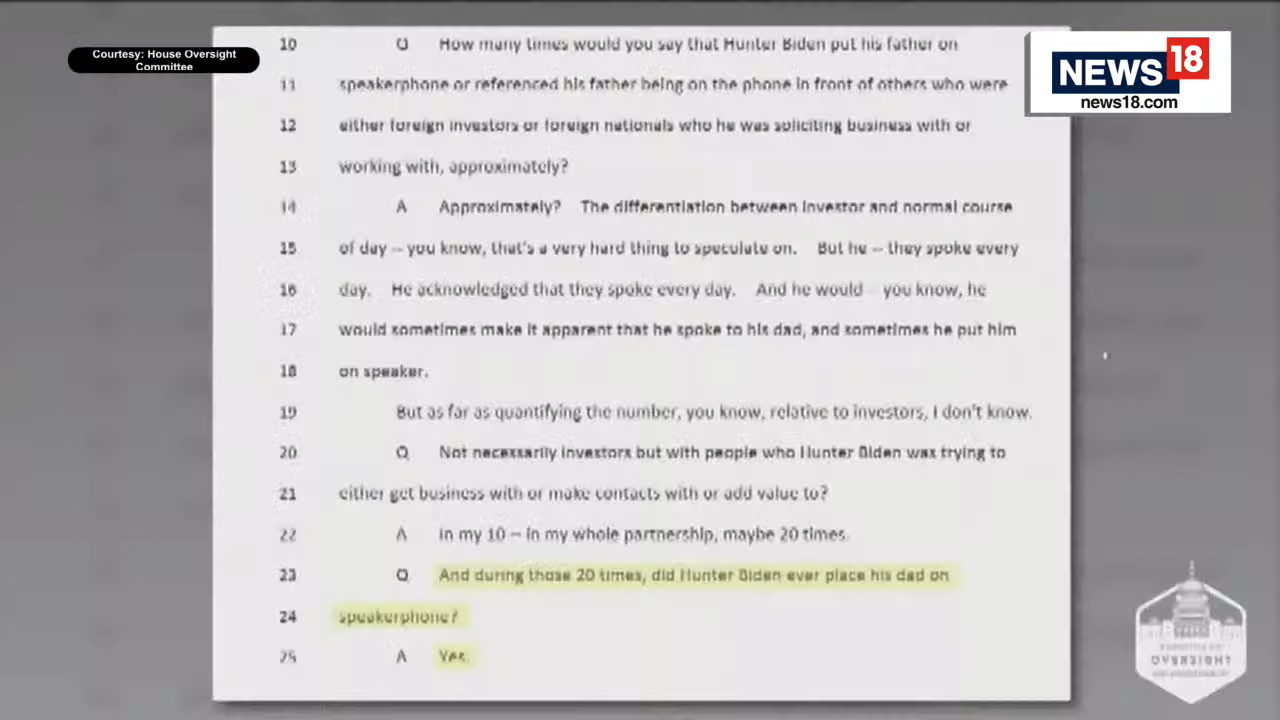 Courtesy: House Oversight
Committee
NEWS 18
news18.com
10 Q How many times would you say that Hunter Biden put his father on
11 speakerphone or referenced his father being on the phone in front of others who were
12 either foreign investors or foreign nationals who he was soliciting business with or
13 working with, approximately?
14 A Approximately? The differentiation between investor and normal course
15 of day – you know, that's a very hard thing to speculate on. But he – they spoke every
16 day. He acknowledged that they spoke every day. And he would – you know, he
17 would sometimes make it apparent that he spoke to his dad, and sometimes he put him
18 on speaker.
19 But as far as quantifying the number, you know, relative to investors, I don't know.
20 Q Not necessarily investors but with people who Hunter Biden was trying to
21 either get business with or make contacts with or add value to?
22 A In my 10 – in my whole partnership, maybe 20 times.
23 Q And during those 20 times, did Hunter Biden ever place his dad on
24 speakerphone?
25 A Yes.
COMMITTEE ON
OVERSIGHT